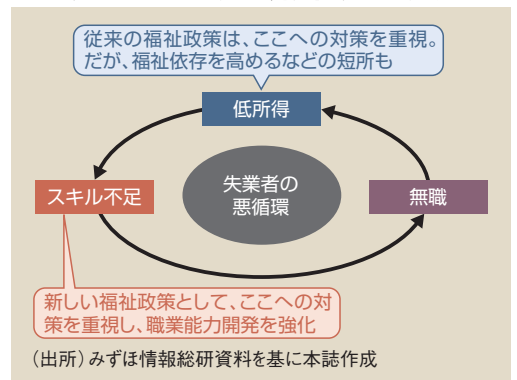 従来の福祉政策は、ここへの対策を重視。
だが、福祉依存を高めるなどの短所も
低所得
スキル不足
失業者の
悪循環
無職
新しい福祉政策として、ここへの対
策を重視し、職業能力開発を強化
（出所）みずほ情報総研資料を基に本誌作成